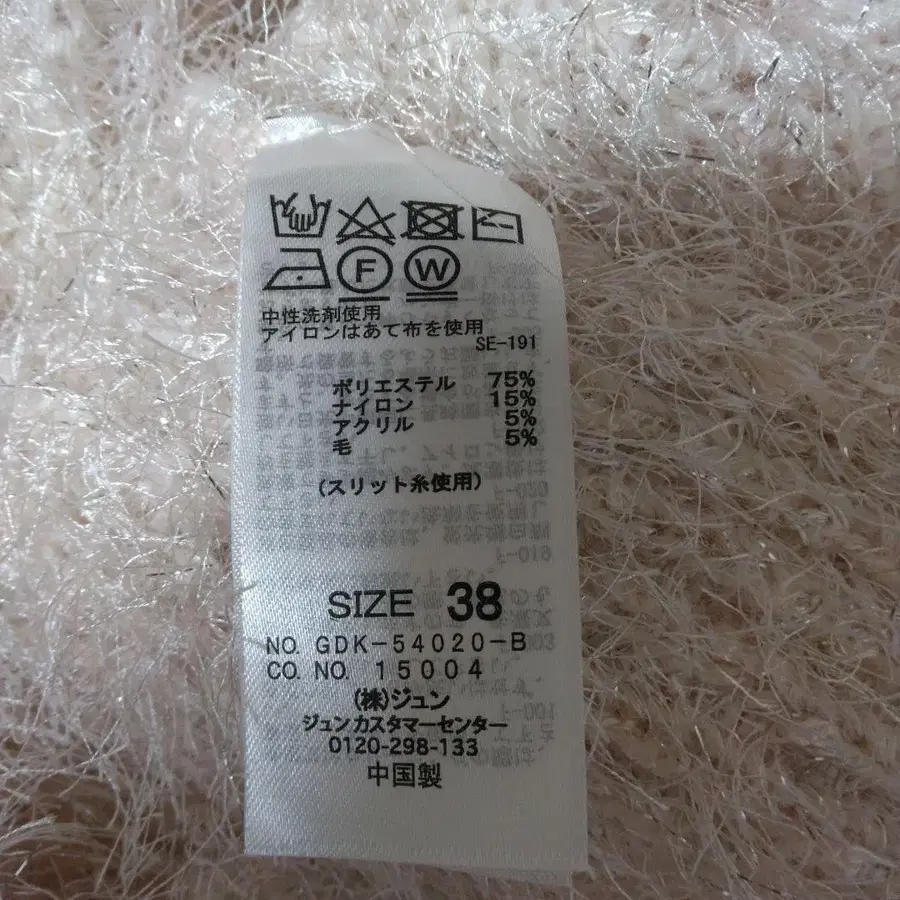 F W
中性洗剤使用
アイロンはあて布を使用
SE-191
ポリエステル 75%
ナイロン 15%
アクリル 5%
毛 5%
(スリット糸使用)
SIZE 38
NO. GDK-54020-B
CO. NO. 15004
(株)ジュン
ジュンカスタマーセンター
0120-298-133
中国製